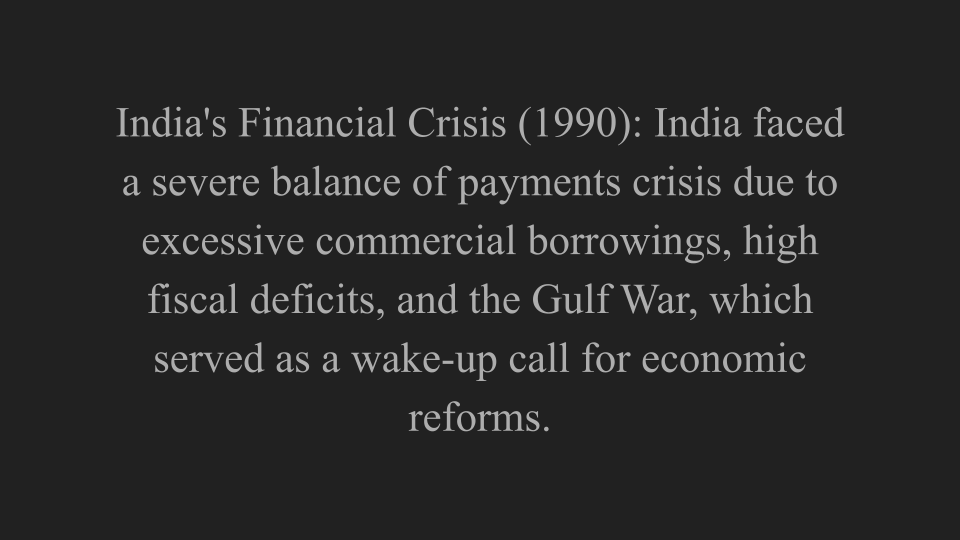 India's Financial Crisis (1990): India faced
a severe balance of payments crisis due to
excessive commercial borrowings, high
fiscal deficits, and the Gulf War, which
served as a wake-up call for economic
reforms.